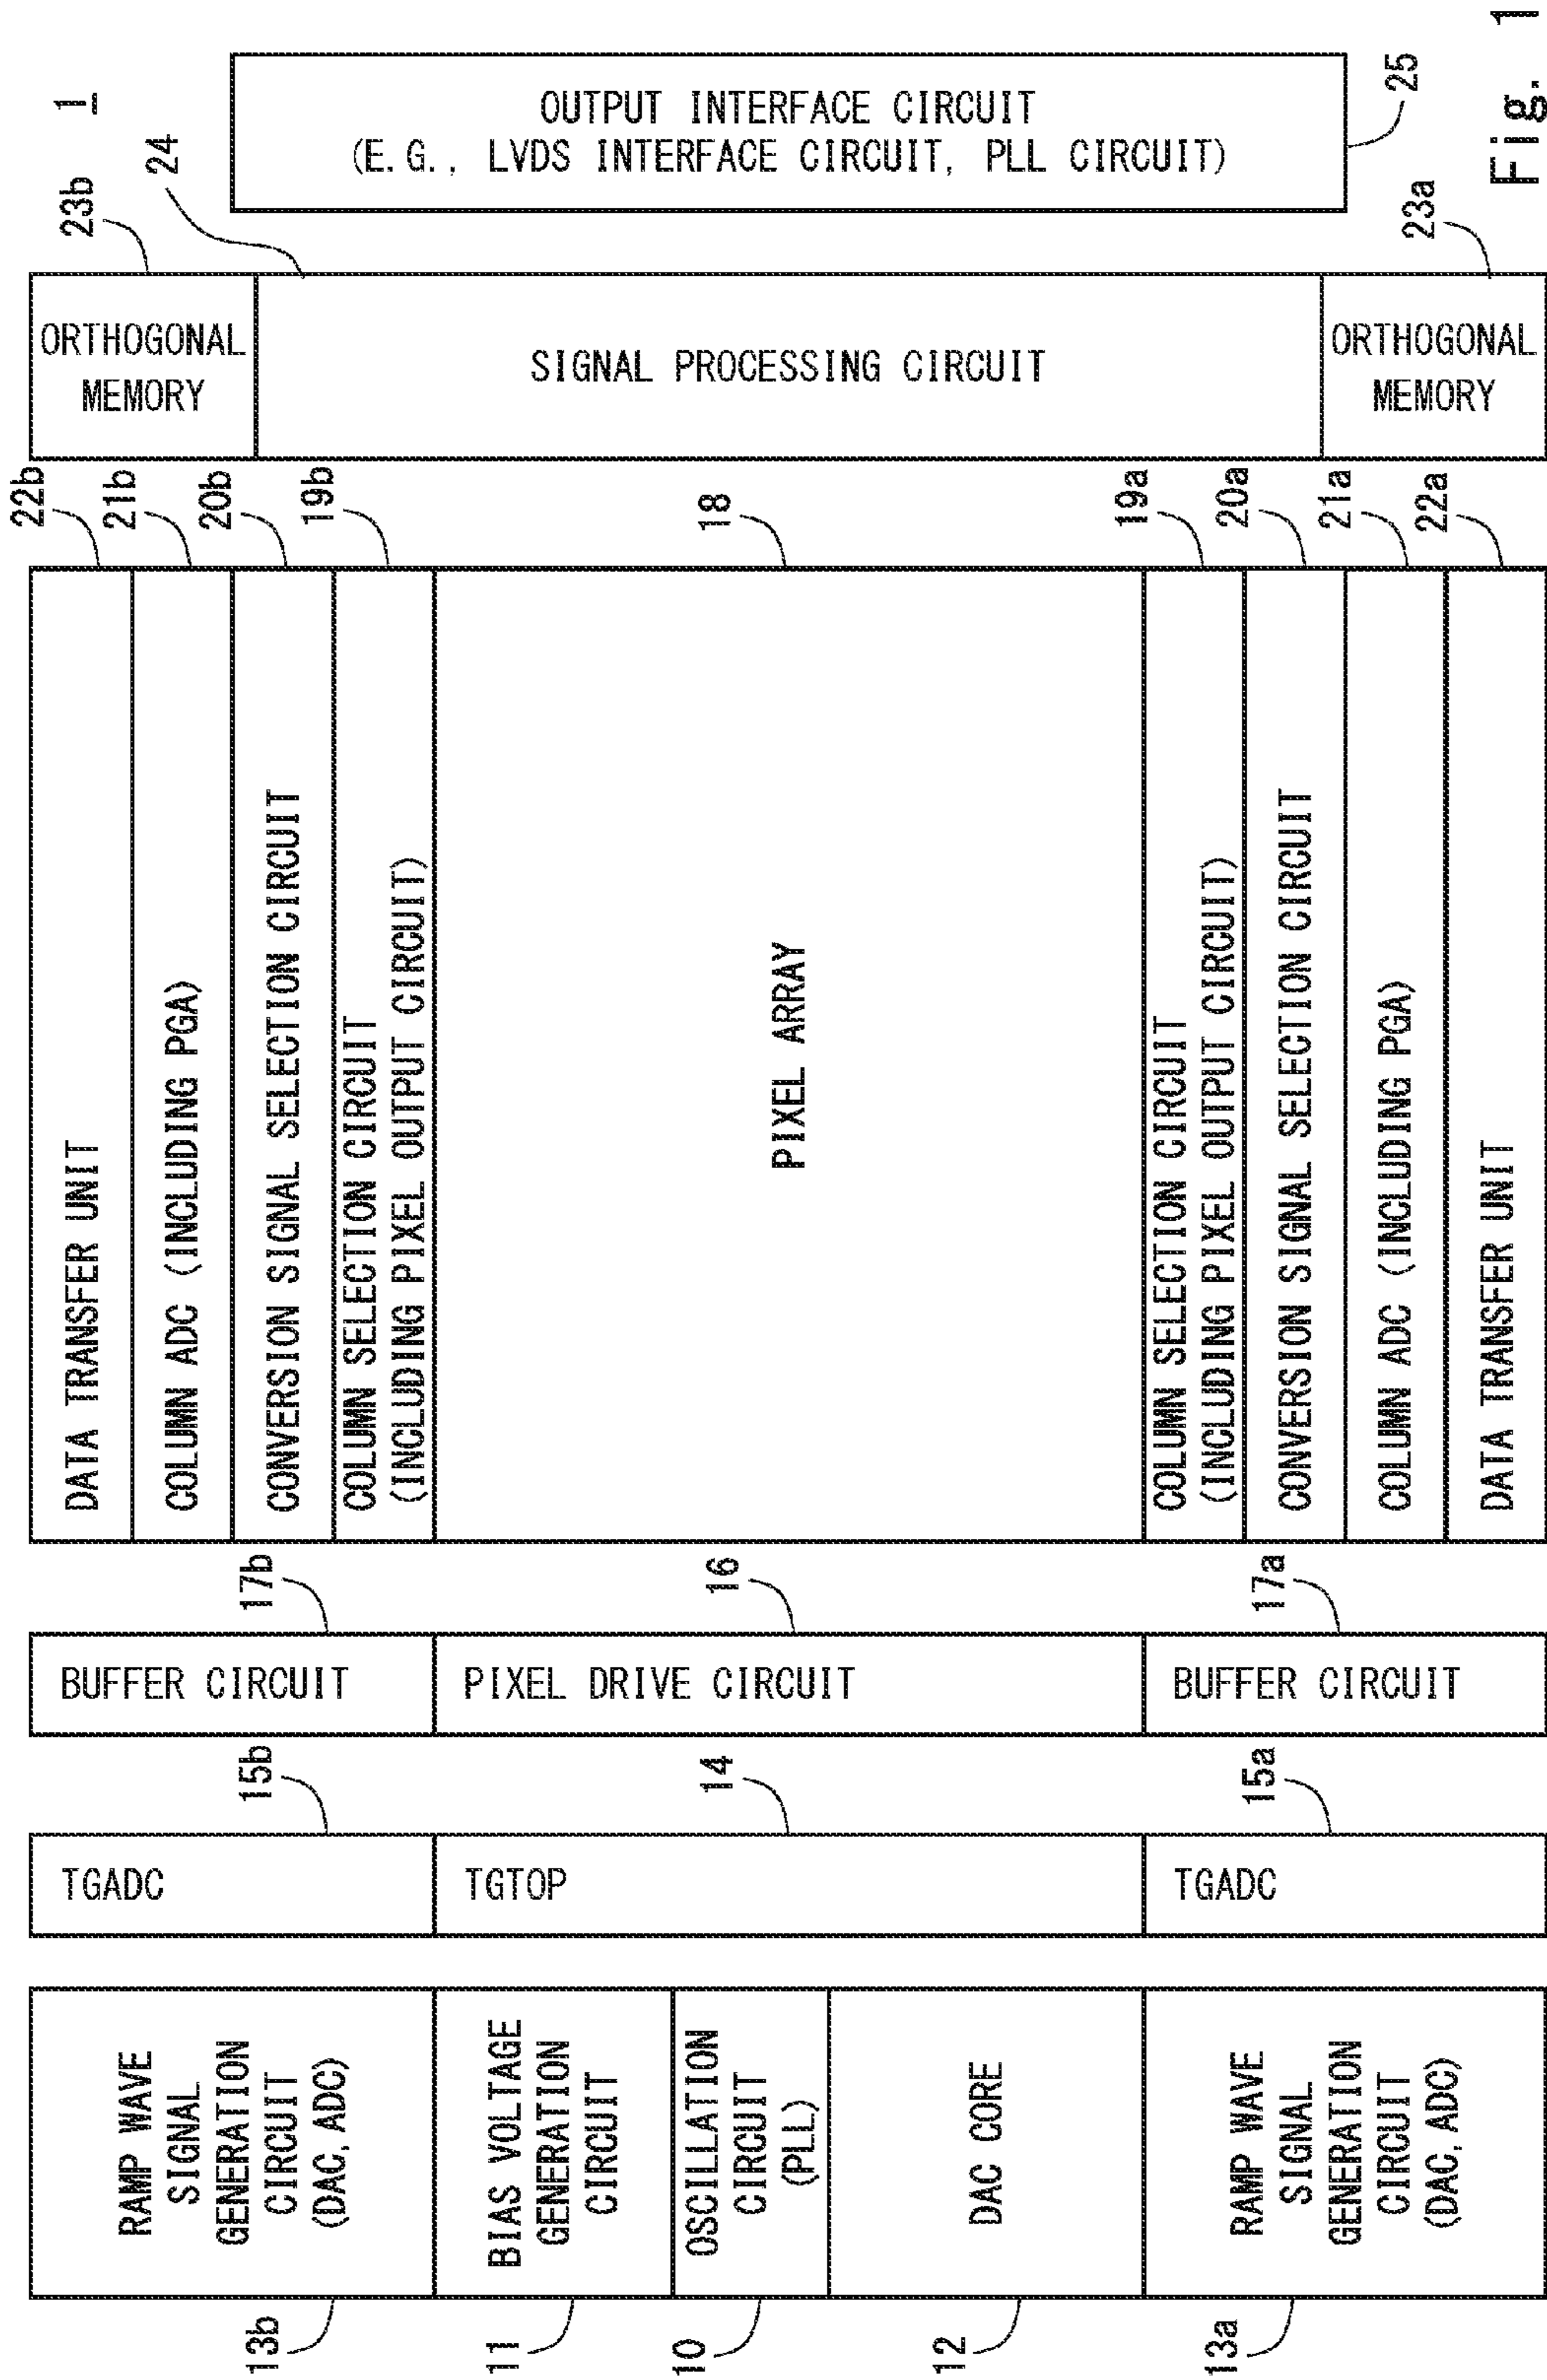 1
13b
RAMP WAVE
SIGNAL
GENERATION
CIRCUIT
(DAC, ADC)
11
BIAS VOLTAGE
GENERATION
CIRCUIT
10
OSCILLATION
CIRCUIT
(PLL)
12
DAC CORE
13a
RAMP WAVE
SIGNAL
GENERATION
CIRCUIT
(DAC, ADC)
15b
TGADC
14
TGTOP
15a
TGADC
17b
BUFFER CIRCUIT
16
PIXEL DRIVE CIRCUIT
17a
BUFFER CIRCUIT
22b
DATA TRANSFER UNIT
21b
COLUMN ADC (INCLUDING PGA)
20b
CONVERSION SIGNAL SELECTION CIRCUIT
19b
COLUMN SELECTION CIRCUIT
(INCLUDING PIXEL OUTPUT CIRCUIT)
18
PIXEL ARRAY
19a
COLUMN SELECTION CIRCUIT
(INCLUDING PIXEL OUTPUT CIRCUIT)
20a
CONVERSION SIGNAL SELECTION CIRCUIT
21a
COLUMN ADC (INCLUDING PGA)
22a
DATA TRANSFER UNIT
23b
ORTHOGONAL
MEMORY
24
SIGNAL PROCESSING CIRCUIT
23a
ORTHOGONAL
MEMORY
OUTPUT INTERFACE CIRCUIT
(E.G., LVDS INTERFACE CIRCUIT, PLL CIRCUIT)
25
Fig. 1